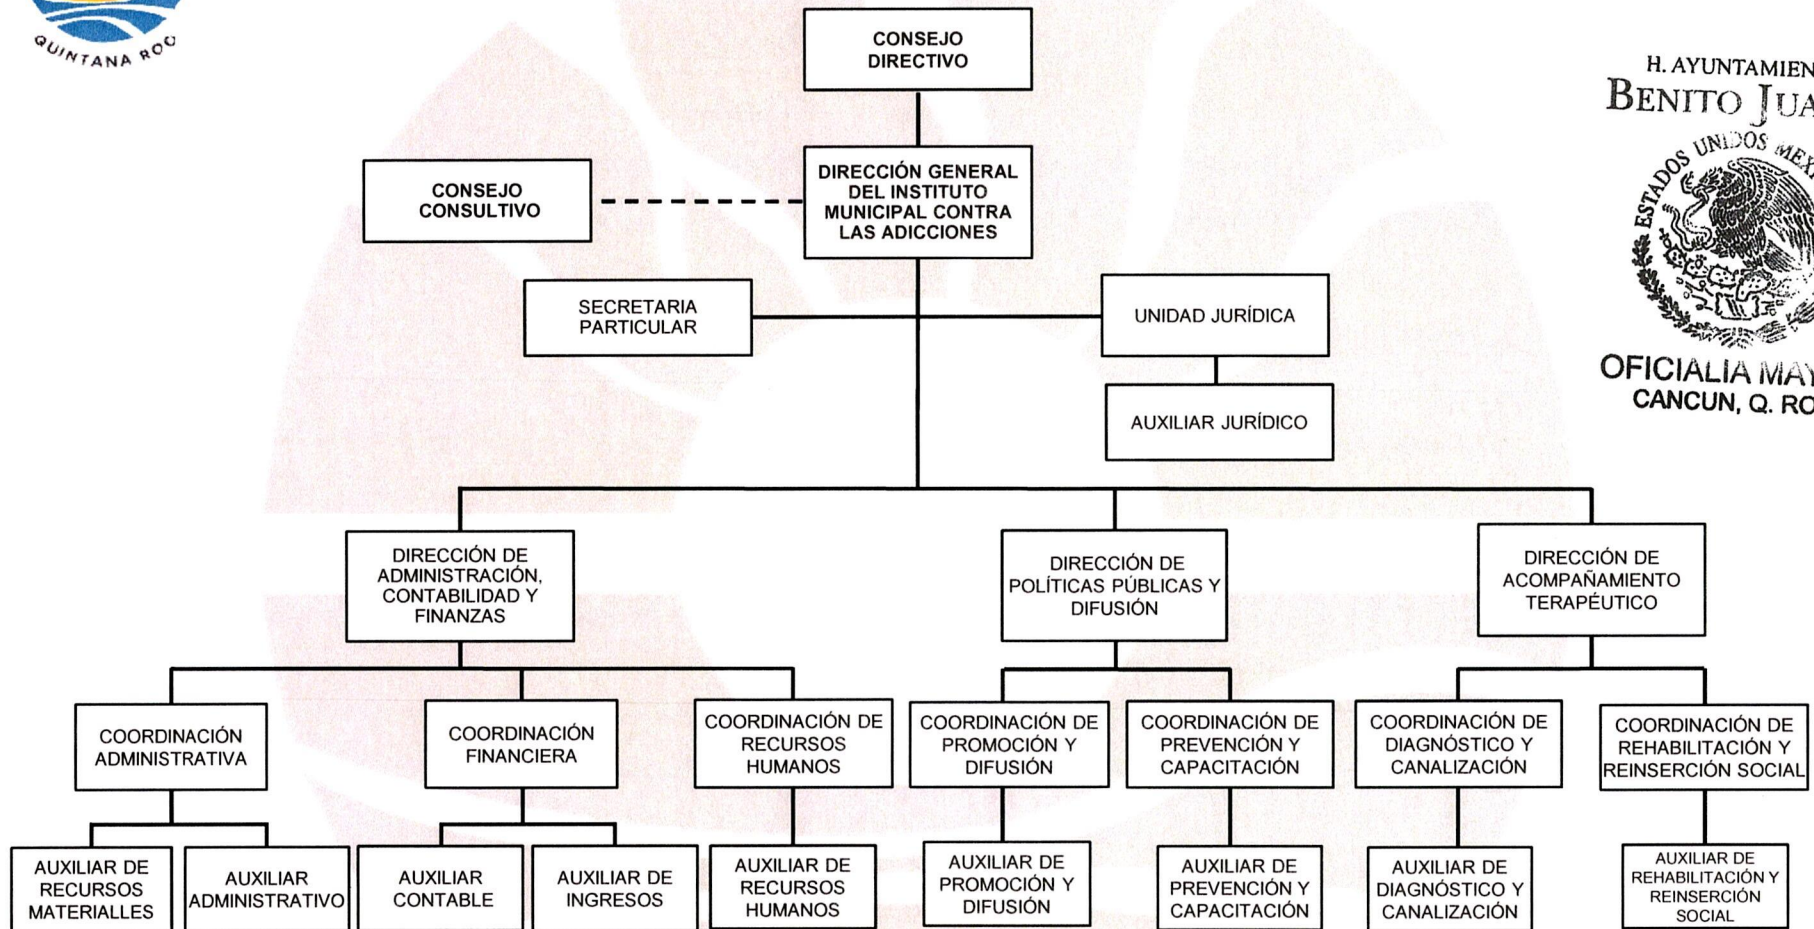 QUINTANA ROO
CONSEJO
DIRECTIVO
H. AYUNTAMIEN
BENITO JUA
ESTADOS UNIDOS MEX
OFICIALIA MAY
CANCUN, Q. RO
CONSEJO
CONSULTIVO
DIRECCIÓN GENERAL
DEL INSTITUTO
MUNICIPAL CONTRA
LAS ADICCIONES
SECRETARIA
PARTICULAR
UNIDAD JURÍDICA
AUXILIAR JURÍDICO
DIRECCIÓN DE
ADMINISTRACIÓN,
CONTABILIDAD Y
FINANZAS
DIRECCIÓN DE
POLÍTICAS PÚBLICAS Y
DIFUSIÓN
DIRECCIÓN DE
ACOMPAÑAMIENTO
TERAPÉUTICO
COORDINACIÓN
ADMINISTRATIVA
COORDINACIÓN
FINANCIERA
COORDINACIÓN DE
RECURSOS
HUMANOS
COORDINACIÓN DE
PROMOCIÓN Y
DIFUSIÓN
COORDINACIÓN DE
PREVENCIÓN Y
CAPACITACIÓN
COORDINACIÓN DE
DIAGNÓSTICO Y
CANALIZACIÓN
COORDINACIÓN DE
REHABILITACIÓN Y
REINSERCIÓN SOCIAL
AUXILIAR DE
RECURSOS
MATERIALLES
AUXILIAR
ADMINISTRATIVO
AUXILIAR
CONTABLE
AUXILIAR DE
INGRESOS
AUXILIAR DE
RECURSOS
HUMANOS
AUXILIAR DE
PROMOCIÓN Y
DIFUSIÓN
AUXILIAR DE
PREVENCIÓN Y
CAPACITACIÓN
AUXILIAR DE
DIAGNÓSTICO Y
CANALIZACIÓN
AUXILIAR DE
REHABILITACIÓN Y
REINSERCIÓN
SOCIAL